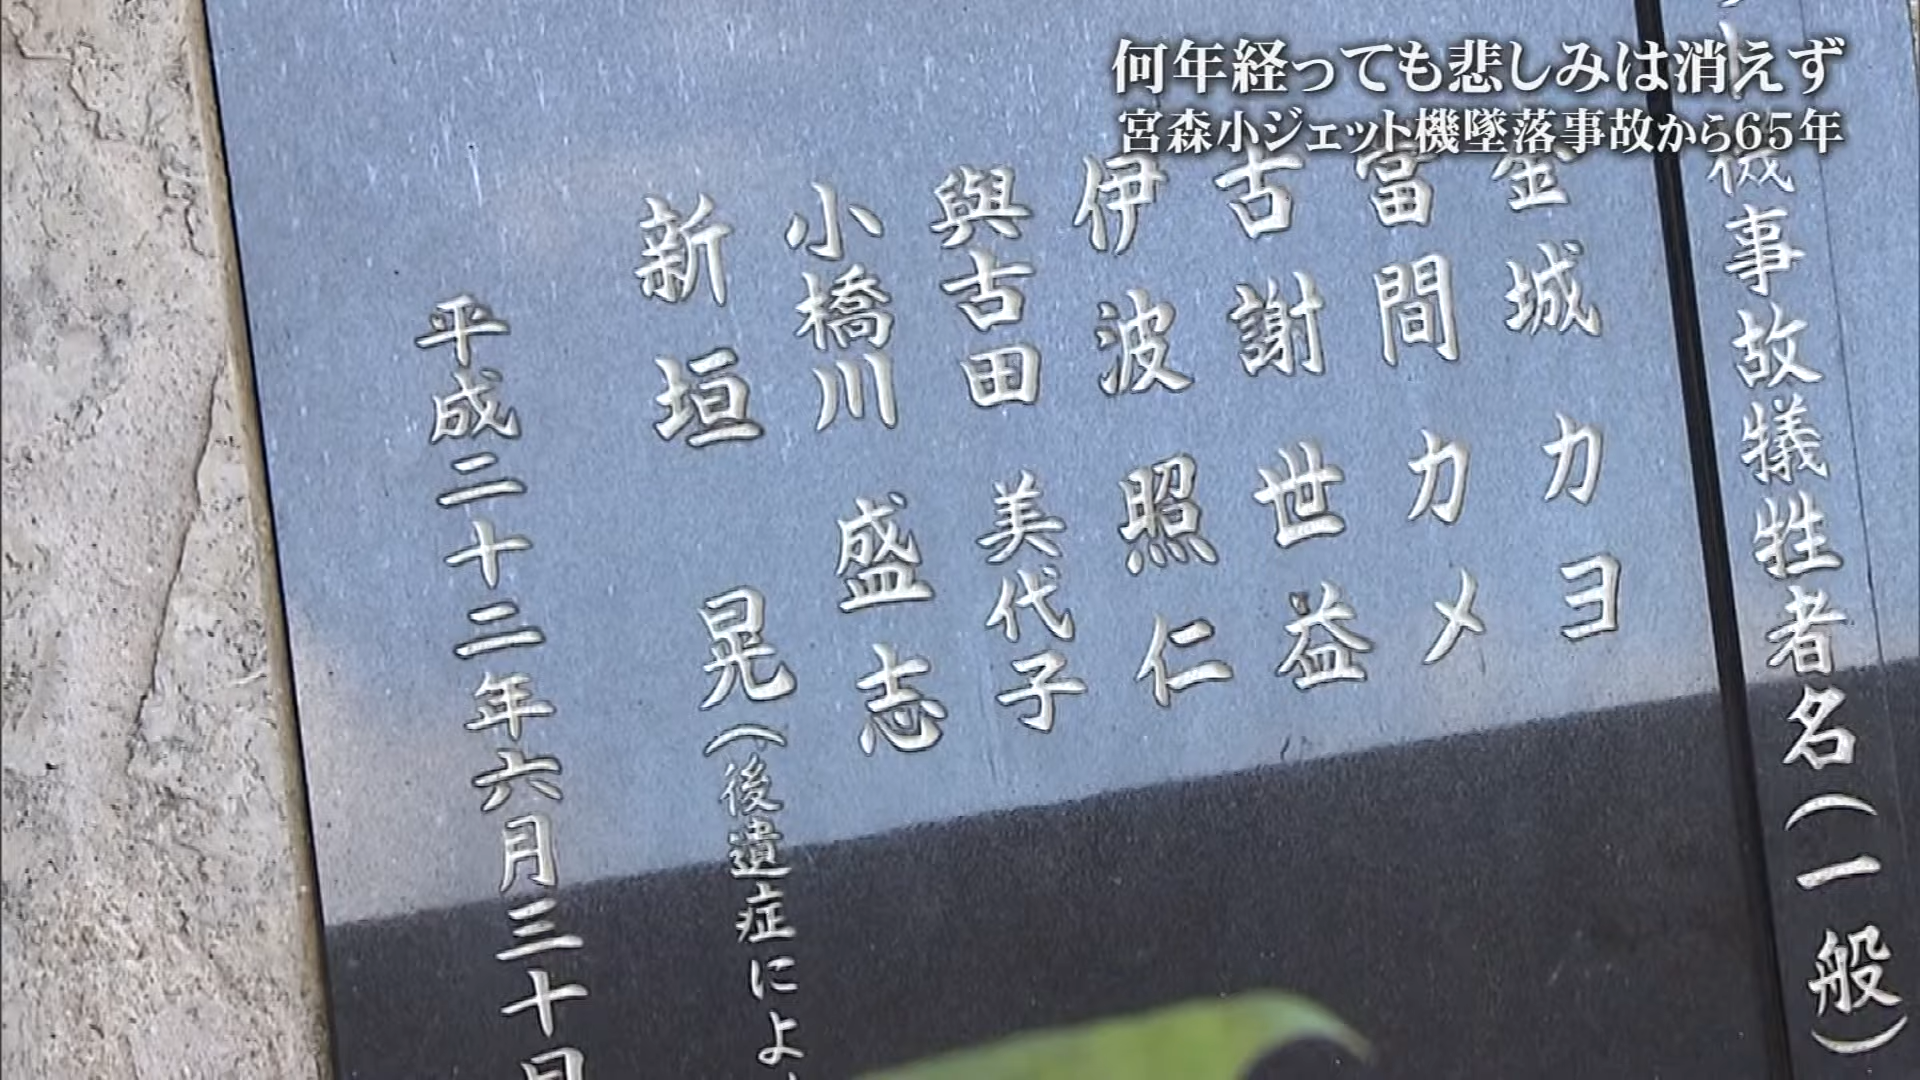 何年経っても悲しみは消えず
宮森小ジェット機墜落事故から65年
機事故犠牲者名(一般)
金城 カヨ
當間 カメ
古謝 世益
伊波 照仁
與古田 美代子
小橋川 盛志
新垣 晃(後遺症によ
平成二十二年六月三十日